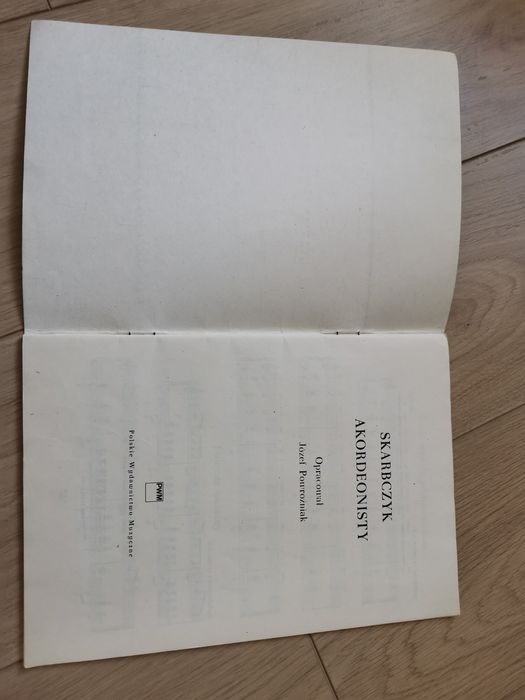 SKARBCZYK
AKORDEONISTY
Opracował
Józef Powroźniak
PWM
Polskie Wydawnictwo Muzyczne